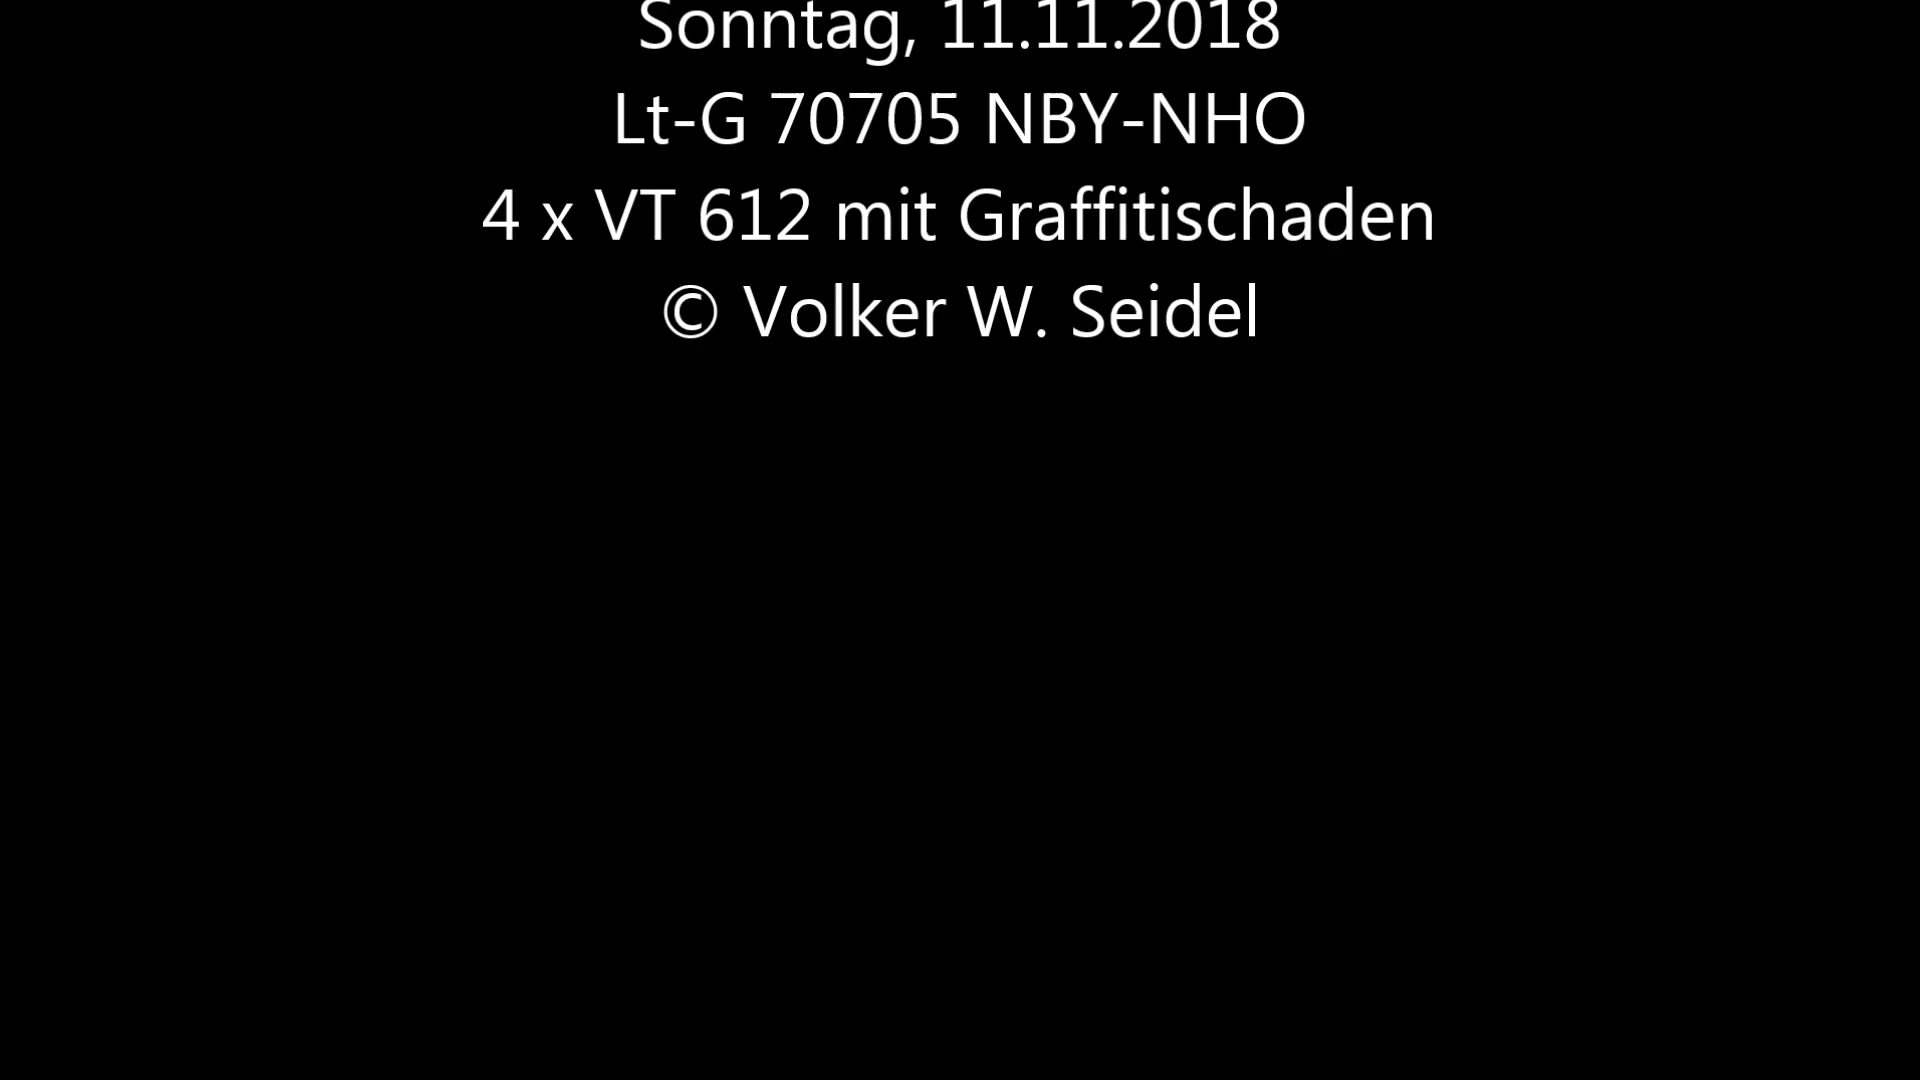 Sonntag, 11.11.2018
Lt-G 70705 NBY-NHO
4 x VT 612 mit Graffitischaden
© Volker W. Seidel